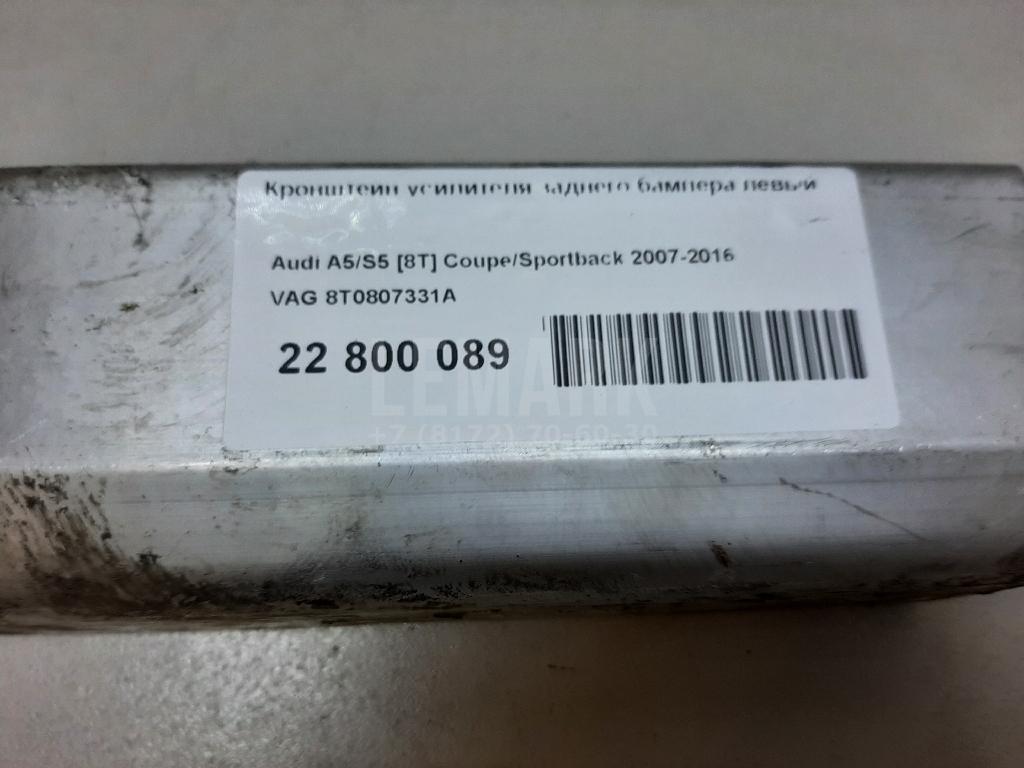 Кронштейн усилителя заднего бампера левый
Audi A5/S5 [8T] Coupe/Sportback 2007-2016
VAG 8T0807331A
22 800 089
LEMARK
+7 (8172) 70-60-30